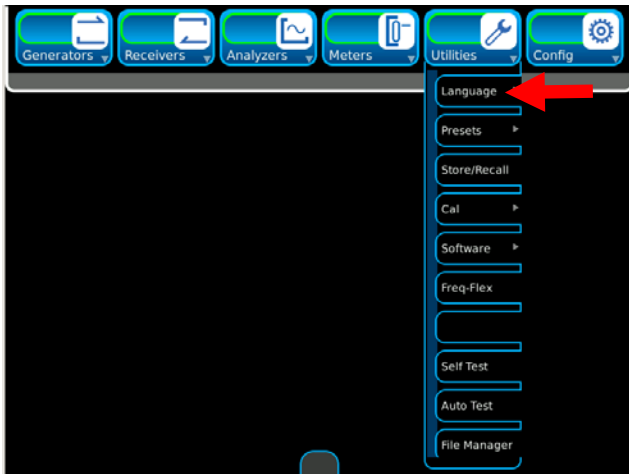 Generators Receivers Analyzers Meters Utilities Config
Language
Presets
Store/Recall
Cal
Software
Freq-Flex
Self Test
Auto Test
File Manager